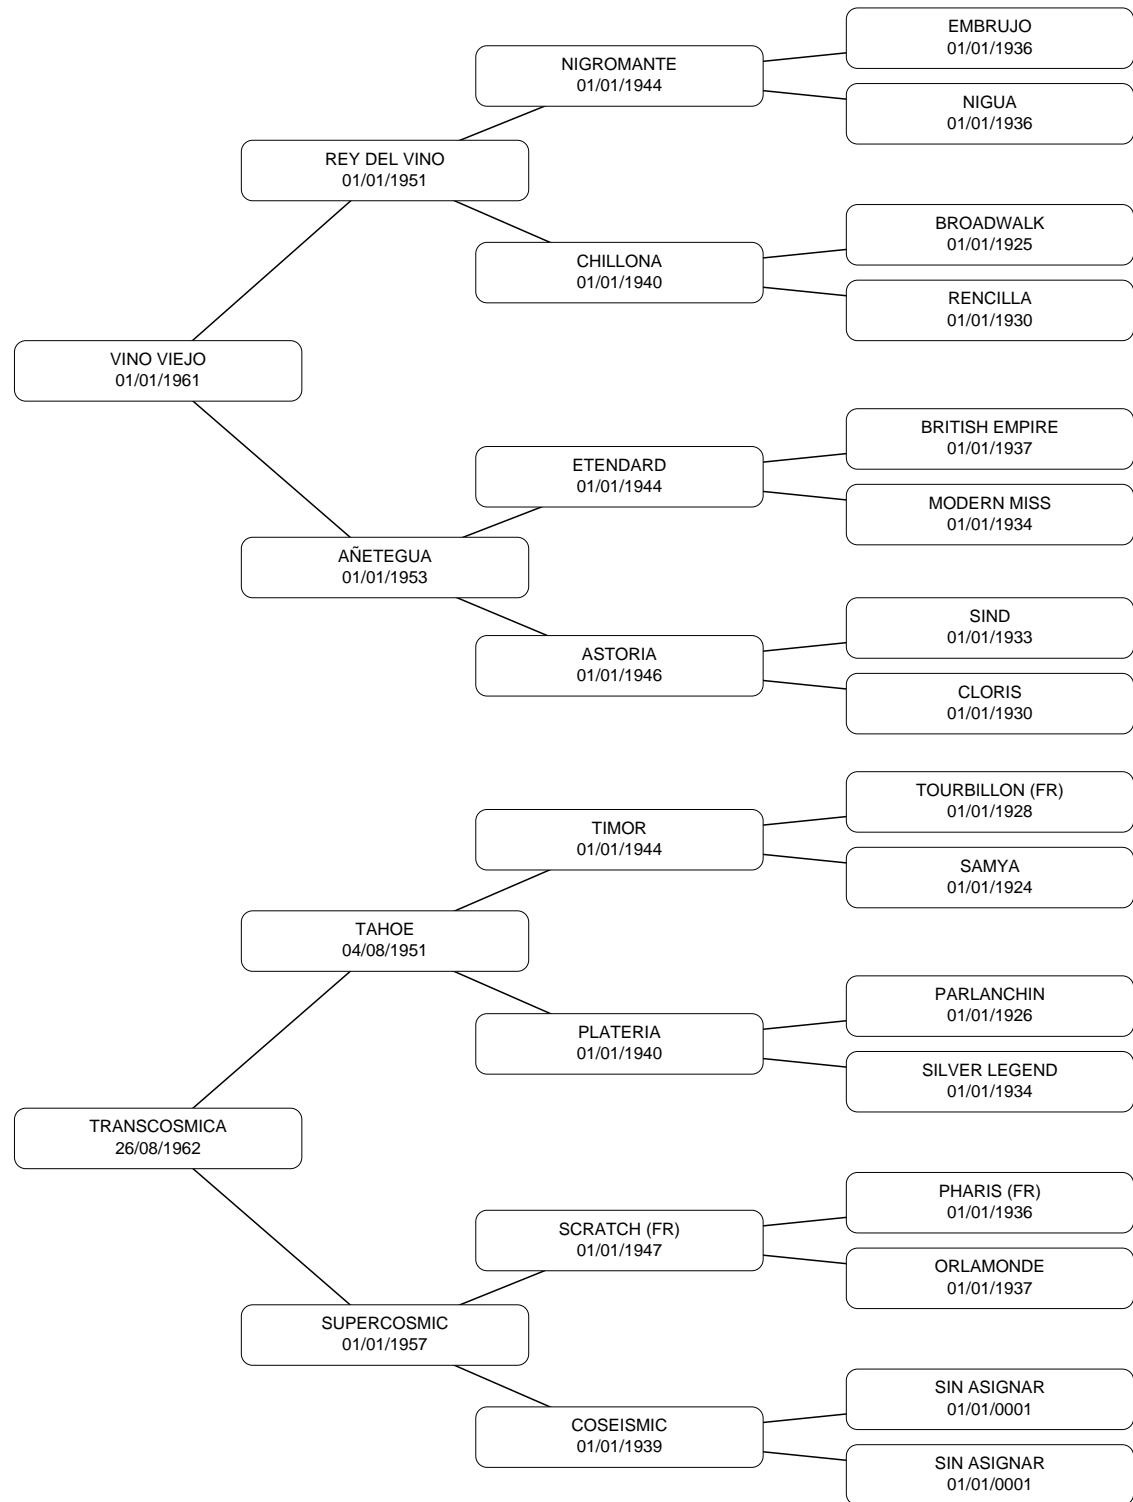 EMBRUJO
01/01/1936
NIGROMANTE
01/01/1944
NIGUA
01/01/1936
REY DEL VINO
01/01/1951
BROADWALK
01/01/1925
CHILLONA
01/01/1940
RENCILLA
01/01/1930
VINO VIEJO
01/01/1961
BRITISH EMPIRE
01/01/1937
ETENDARD
01/01/1944
MODERN MISS
01/01/1934
AÑETEGUA
01/01/1953
SIND
01/01/1933
ASTORIA
01/01/1946
CLORIS
01/01/1930
TOURBILLON (FR)
01/01/1928
TIMOR
01/01/1944
SAMYA
01/01/1924
TAHOE
04/08/1951
PARLANCHIN
01/01/1926
PLATERIA
01/01/1940
SILVER LEGEND
01/01/1934
TRANSCOSMICA
26/08/1962
PHARIS (FR)
01/01/1936
SCRATCH (FR)
01/01/1947
ORLAMONDE
01/01/1937
SUPERCOSMIC
01/01/1957
SIN ASIGNAR
01/01/0001
COSEISMIC
01/01/1939
SIN ASIGNAR
01/01/0001